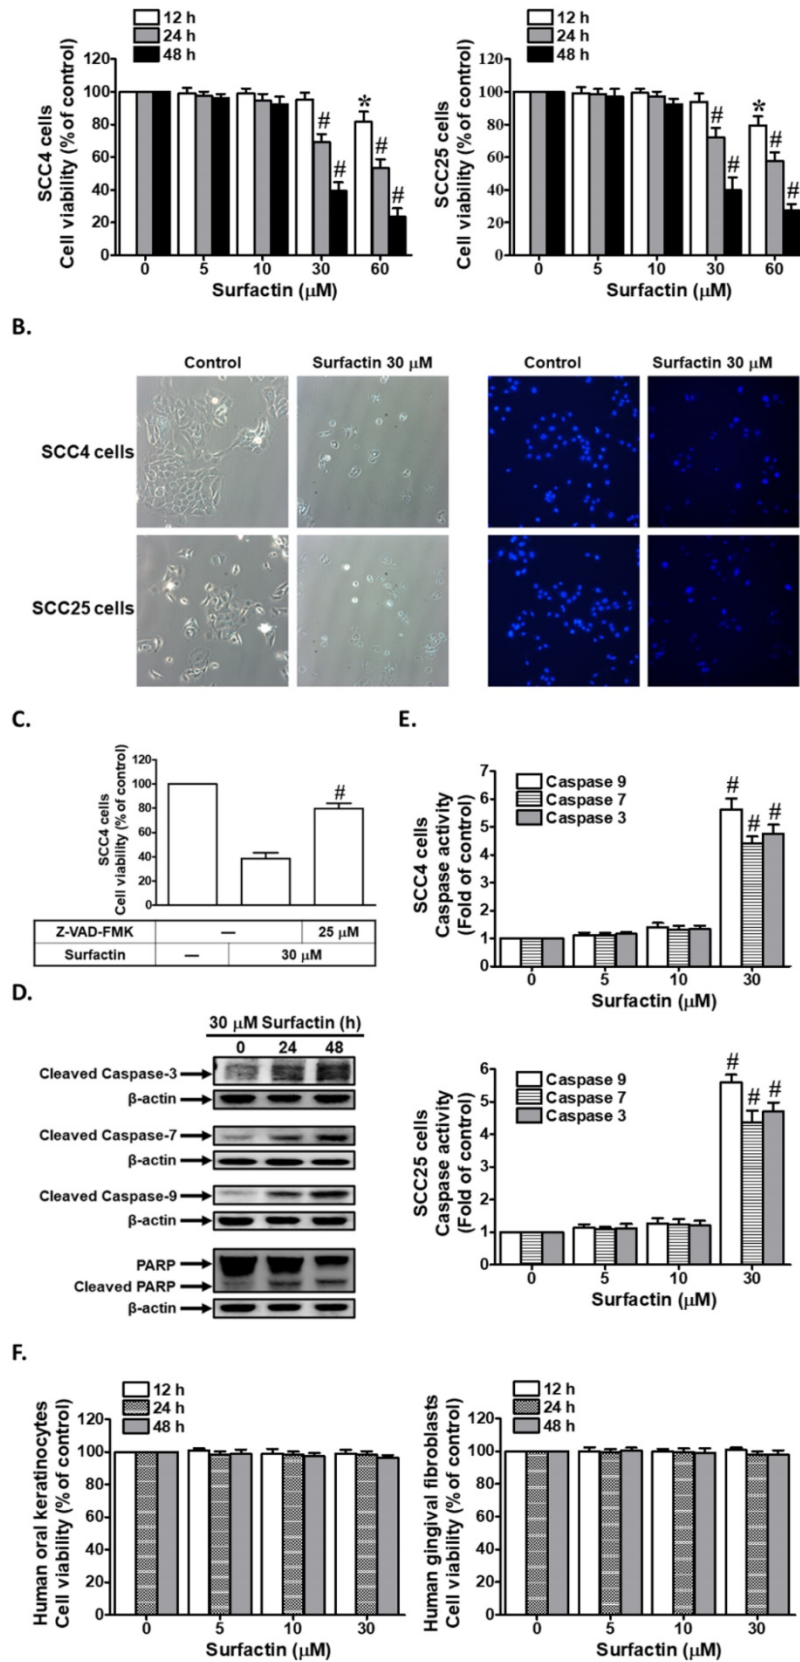 12 h
24 h
48 h
SCC4 cells
Cell viability (% of control)
120
100
80
60
40
20
0
*
#
#
#
#
0 5 10 30 60
Surfactin (μM)
12 h
24 h
48 h
SCC25 cells
Cell viability (% of control)
120
100
80
60
40
20
0
*
#
#
#
#
0 5 10 30 60
Surfactin (μM)
B.
Control Surfactin 30 μM Control Surfactin 30 μM
SCC4 cells
SCC25 cells
C.
SCC4 cells
Cell viability (% of control)
120
100
80
60
40
20
0
#
Z-VAD-FMK — 25 μM
Surfactin — 30 μM
D.
30 μM Surfactin (h)
0 24 48
Cleaved Caspase-3
β-actin
Cleaved Caspase-7
β-actin
Cleaved Caspase-9
β-actin
PARP
Cleaved PARP
β-actin
E.
SCC4 cells
Caspase activity
(Fold of control)
7
6
5
4
3
2
1
0
Caspase 9
Caspase 7
Caspase 3
#
#
#
0 5 10 30
Surfactin (μM)
SCC25 cells
Caspase activity
(Fold of control)
6
5
4
3
2
1
0
Caspase 9
Caspase 7
Caspase 3
#
#
#
0 5 10 30
Surfactin (μM)
F.
12 h
24 h
48 h
Human oral keratinocytes
Cell viability (% of control)
120
100
80
60
40
20
0
0 5 10 30
Surfactin (μM)
12 h
24 h
48 h
Human gingival fibroblasts
Cell viability (% of control)
120
100
80
60
40
20
0
0 5 10 30
Surfactin (μM)